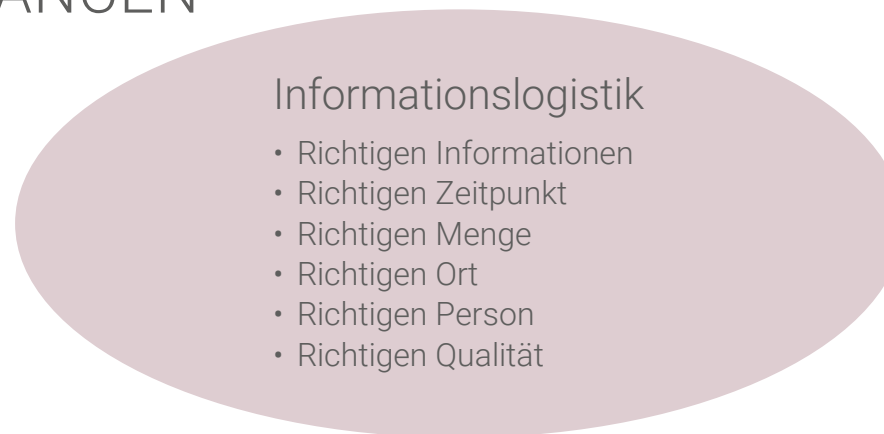 Informationslogistik
• Richtigen Informationen
• Richtigen Zeitpunkt
• Richtigen Menge
• Richtigen Ort
• Richtigen Person
• Richtigen Qualität